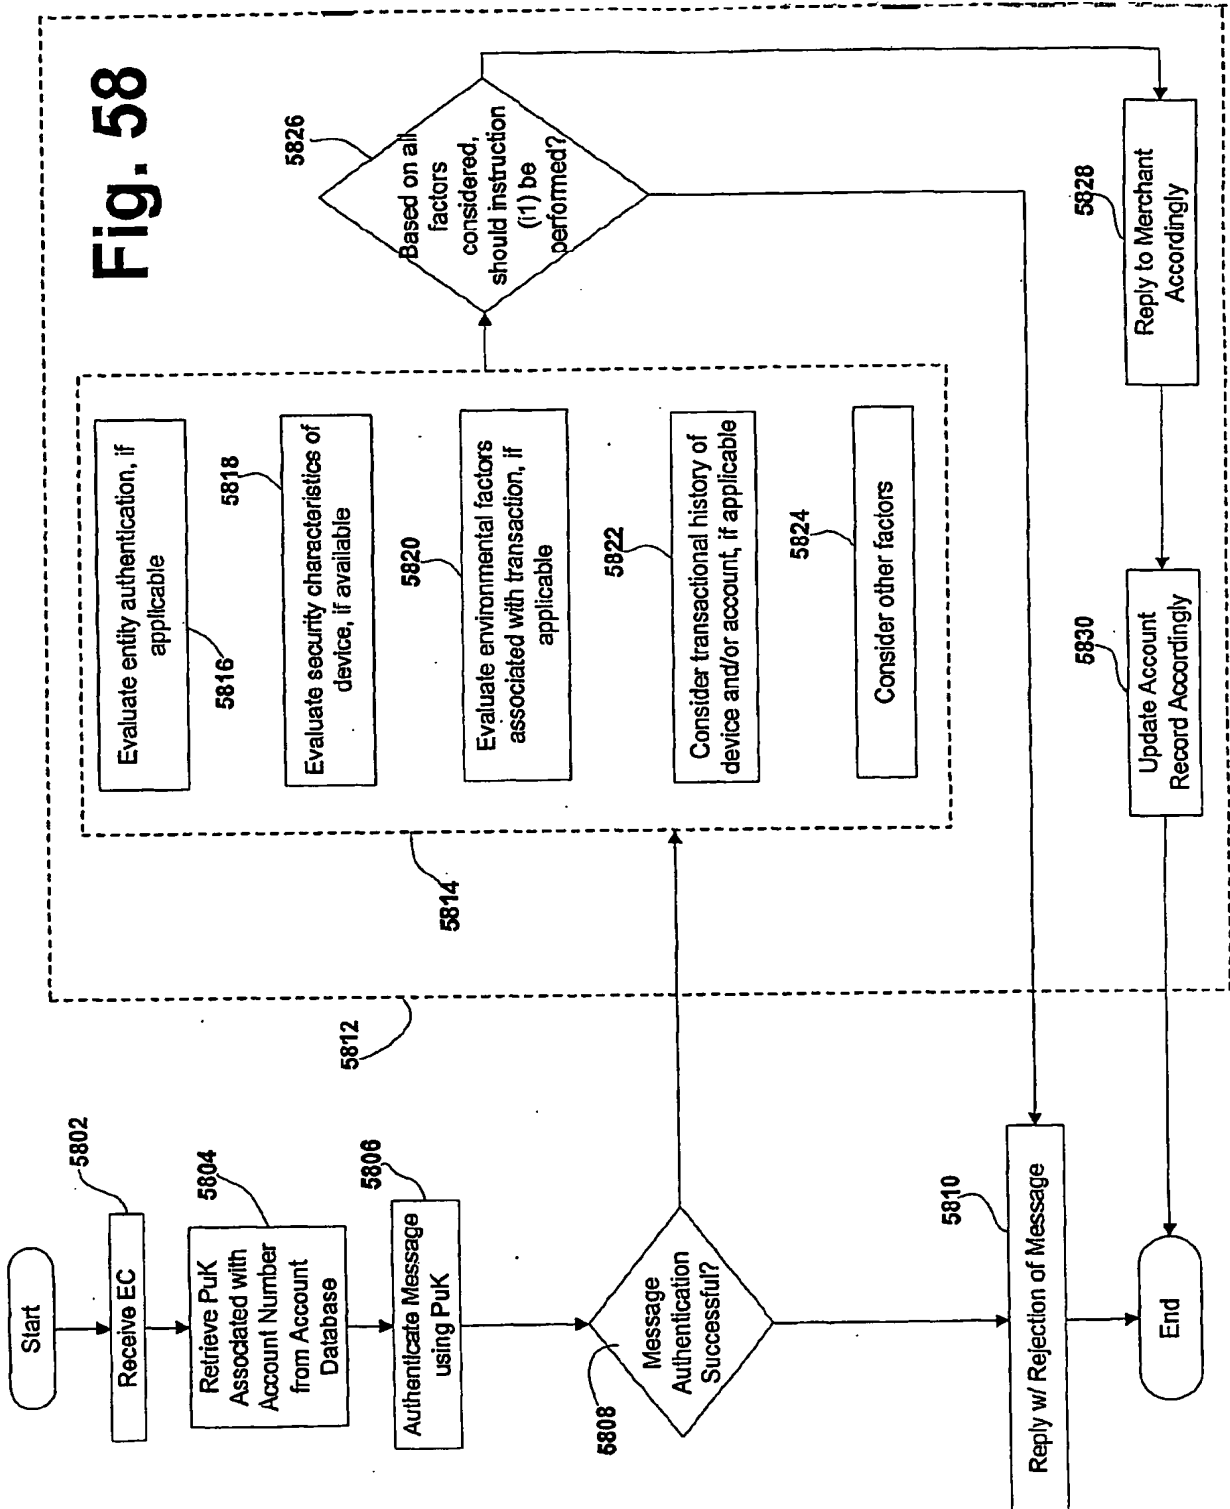 Fig. 58
Start
5802
Receive EC
5804
Retrieve PuK
Associated with
Account Number
from Account
Database
5806
Authenticate Message
using PuK
5808
Message
Authentication
Successful?
5810
Reply w/ Rejection of Message
End
5812
5814
Evaluate entity authentication, if
applicable
5816
5818
Evaluate security characteristics of
device, if available
5820
Evaluate environmental factors
associated with transaction, if
applicable
5822
Consider transactional history of
device and/or account, if applicable
5824
Consider other factors
5826
Based on all
factors
considered,
should instruction
(i1) be
performed?
5828
Reply to Merchant
Accordingly
5830
Update Account
Record Accordingly